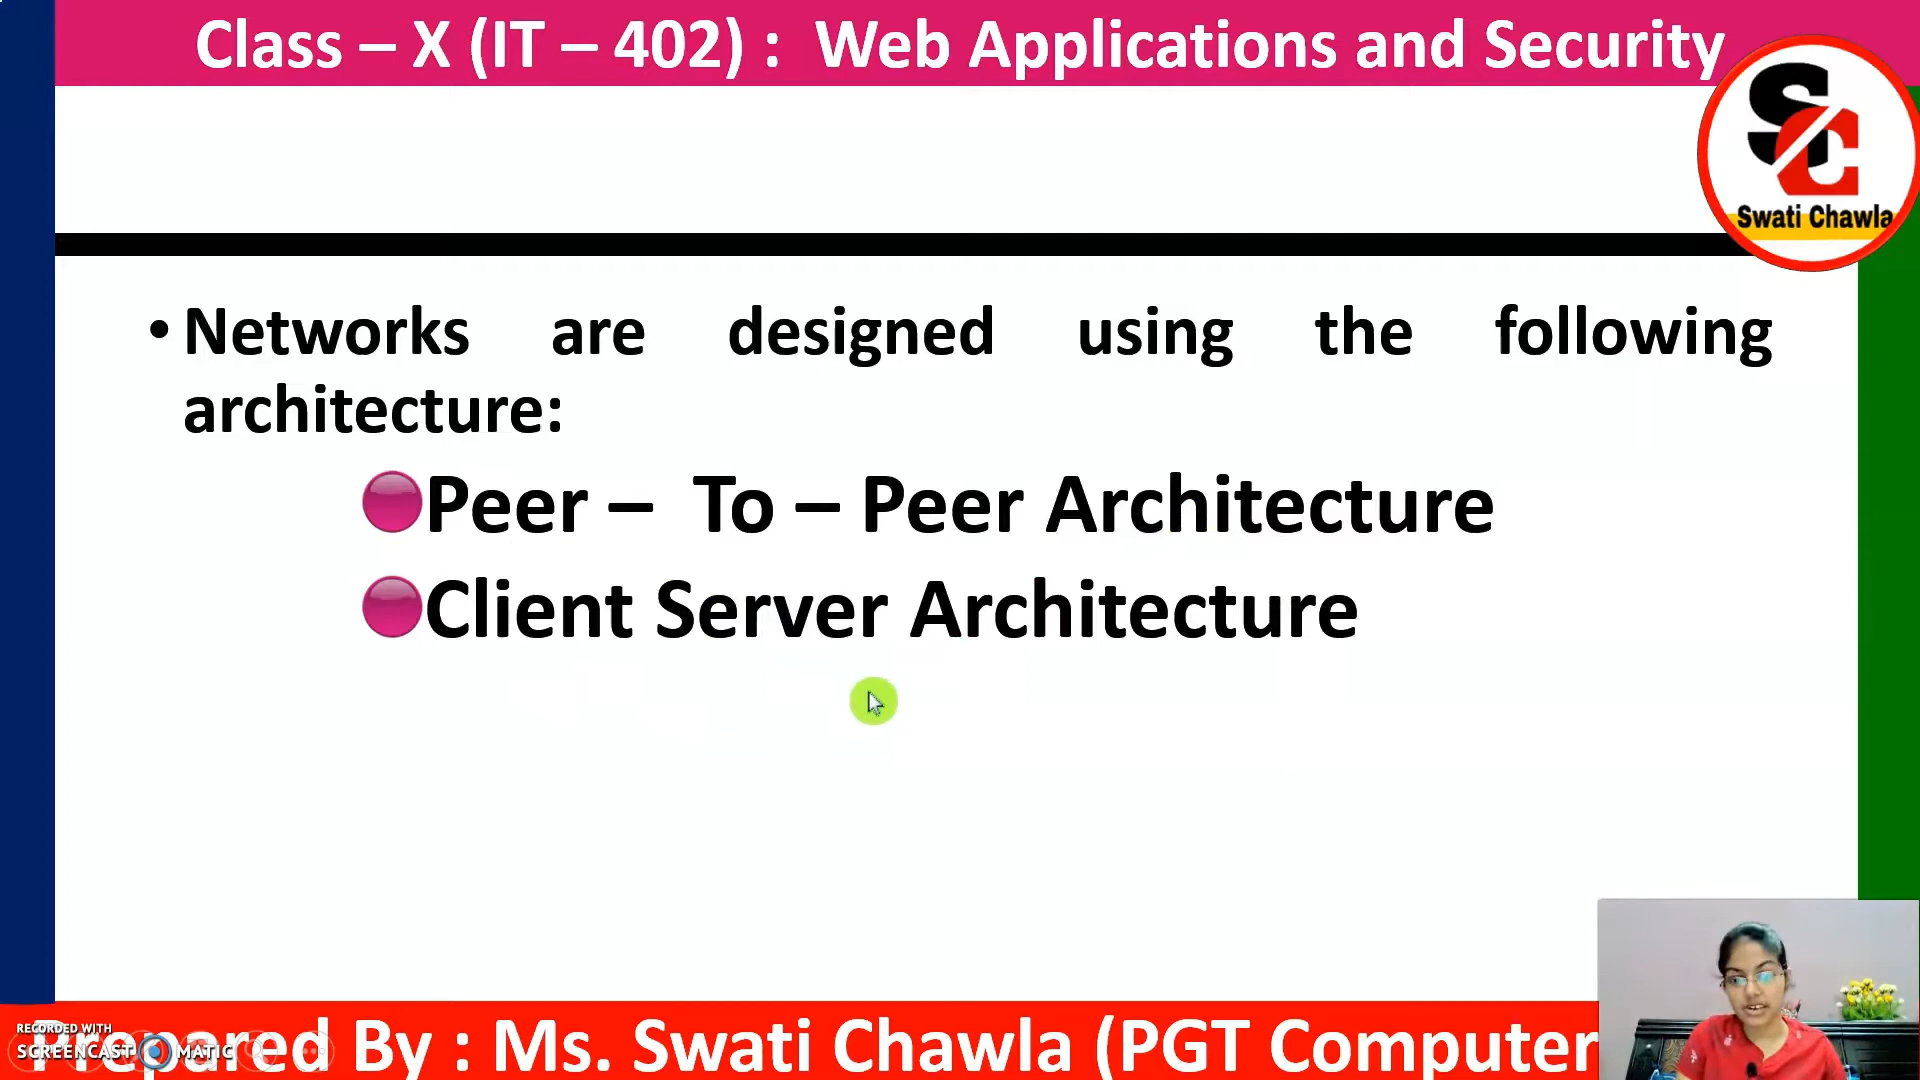 Class – X (IT – 402) : Web Applications and Security
SC
Swati Chawla
• Networks are designed using the following
architecture:
Peer – To – Peer Architecture
Client Server Architecture
Prepared By : Ms. Swati Chawla (PGT Computer
RECORDED WITH
SCREENCAST MATIC